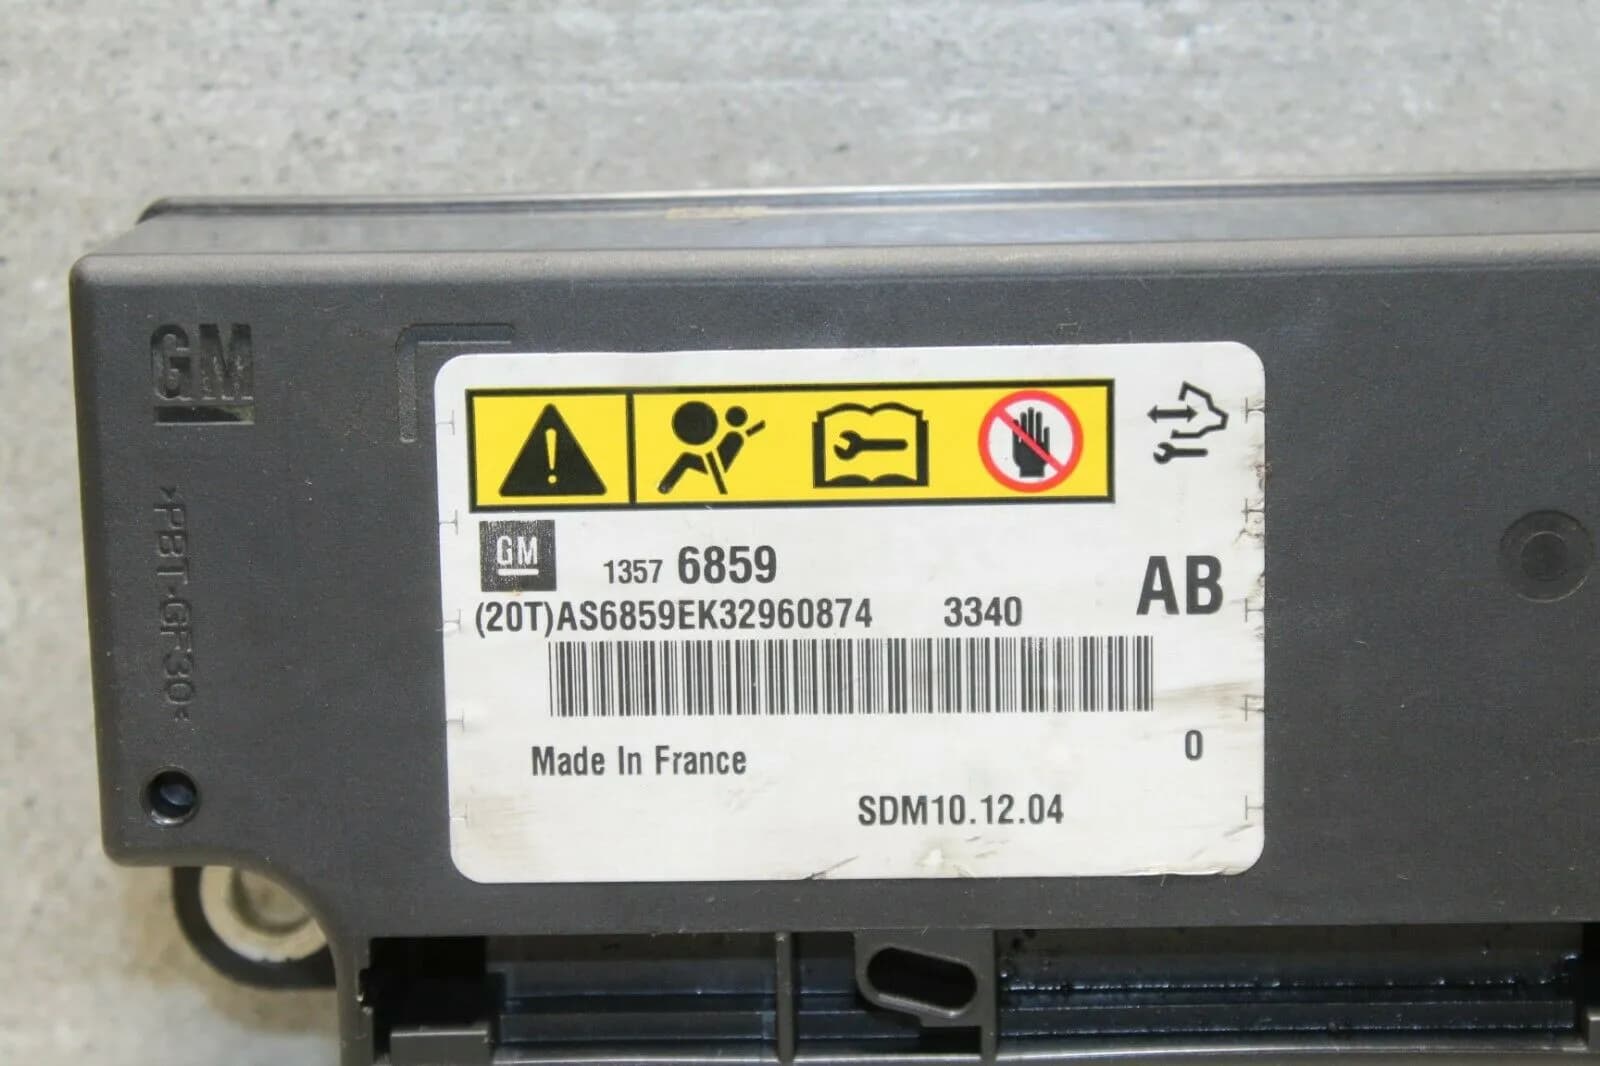 GM
>PBT-GF30<
GM
1357 6859
AB
(20T)AS6859EK32960874 3340
Made In France
0
SDM10.12.04